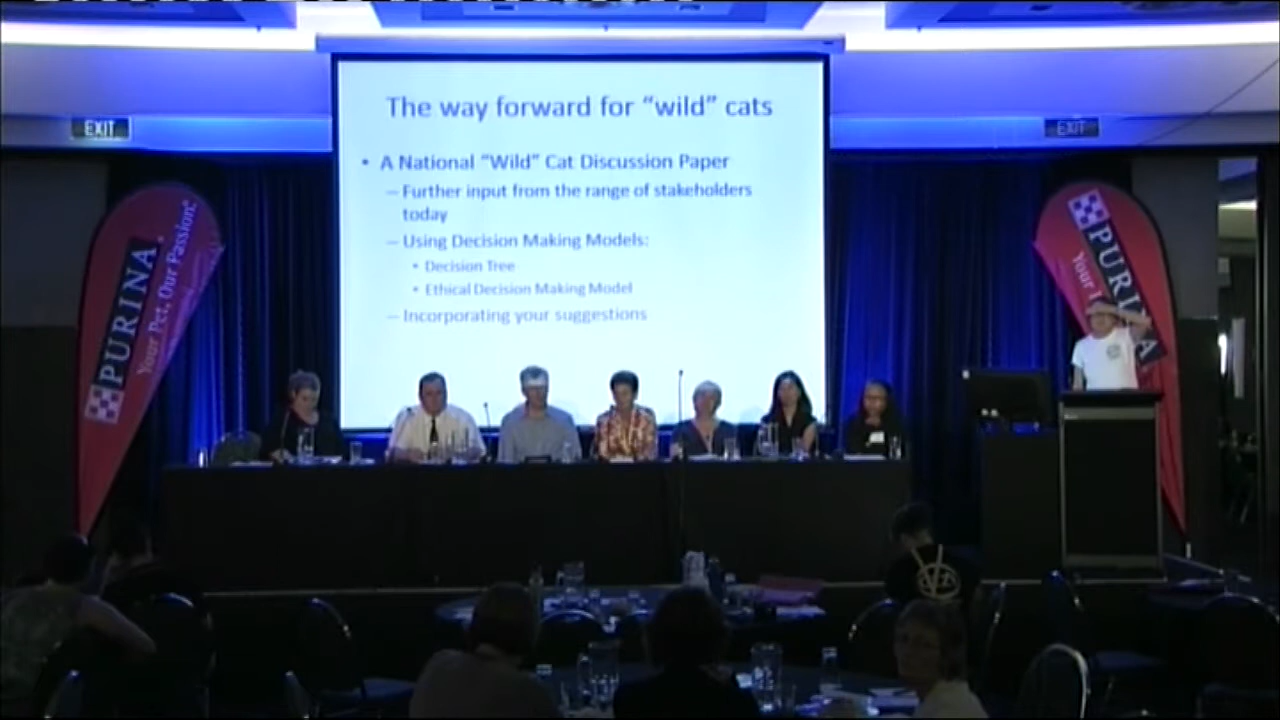 The way forward for “wild” cats
• A National “Wild” Cat Discussion Paper
– Further input from the range of stakeholders
today
– Using Decision Making Models:
• Decision Tree
• Ethical Decision Making Model
– Incorporating your suggestions
EXIT
EXIT
PURINA
Your Pet, Our Passion.
PURINA
Your